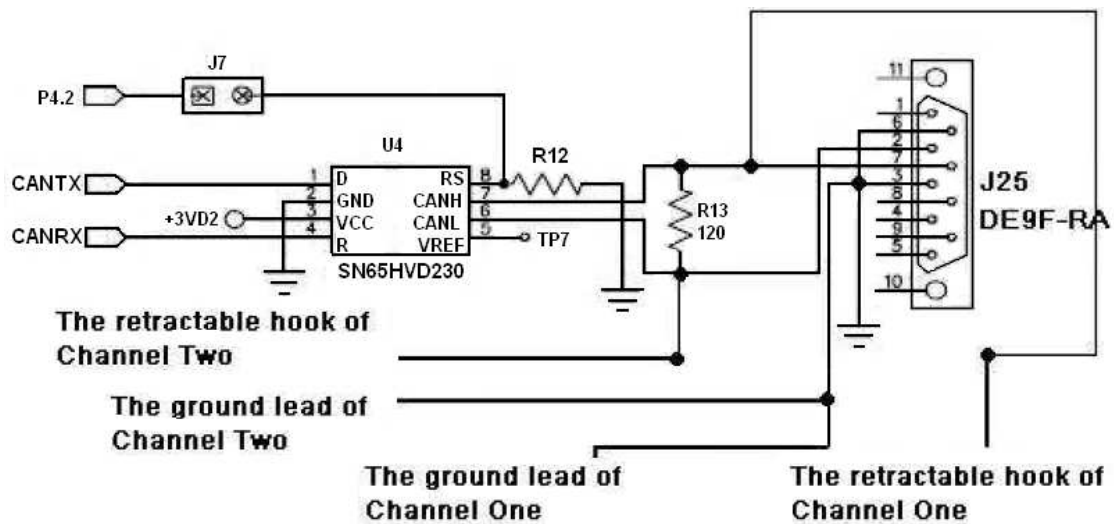 J7
P4.2
11
1
6
2
7
3
8
4
9
5
10
J25
DE9F-RA
U4
R12
CANTX
1
D
RS
8
2
GND
CANH
7
+3VD2
3
VCC
CANL
6
CANRX
4
R
VREF
5
TP7
SN65HVD230
R13
120
The retractable hook of
Channel Two
The ground lead of
Channel Two
The ground lead of
Channel One
The retractable hook of
Channel One